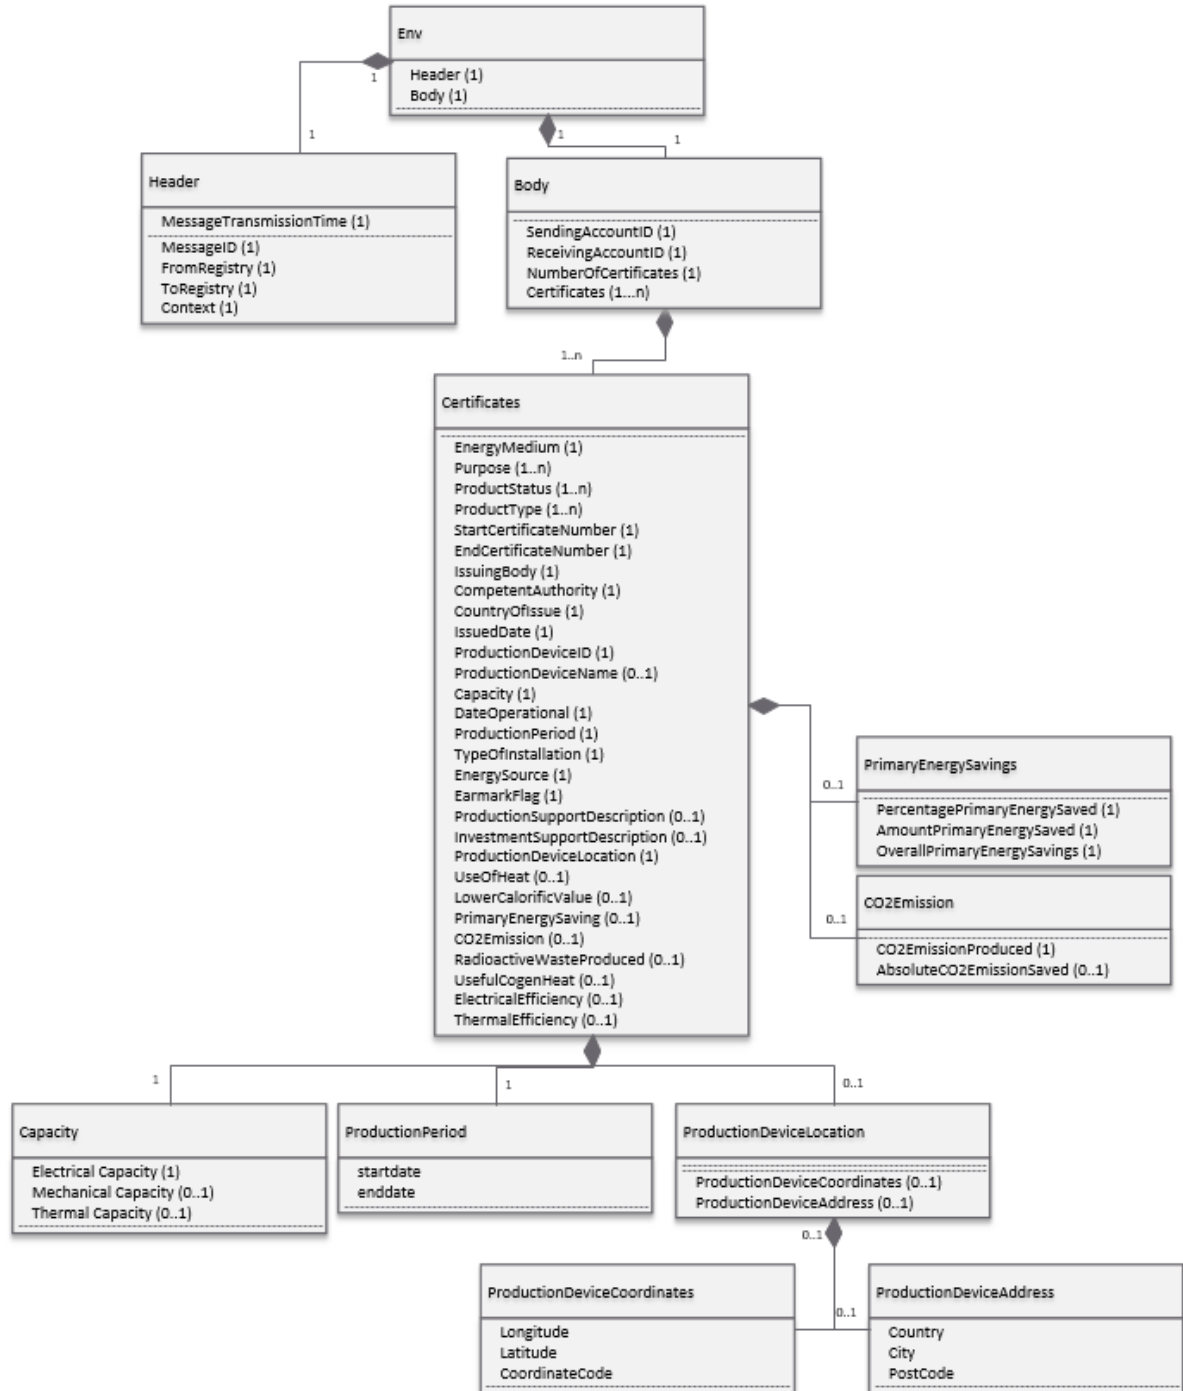 Env
Header (1)
Body (1)
1
1
1
1
Header
MessageTransmissionTime (1)
MessageID (1)
FromRegistry (1)
ToRegistry (1)
Context (1)
Body
SendingAccountID (1)
ReceivingAccountID (1)
NumberOfCertificates (1)
Certificates (1...n)
1..n
Certificates
EnergyMedium (1)
Purpose (1..n)
ProductStatus (1..n)
ProductType (1..n)
StartCertificateNumber (1)
EndCertificateNumber (1)
IssuingBody (1)
CompetentAuthority (1)
CountryOfIssue (1)
IssuedDate (1)
ProductionDeviceID (1)
ProductionDeviceName (0..1)
Capacity (1)
DateOperational (1)
ProductionPeriod (1)
TypeOfInstallation (1)
EnergySource (1)
EarmarkFlag (1)
ProductionSupportDescription (0..1)
InvestmentSupportDescription (0..1)
ProductionDeviceLocation (1)
UseOfHeat (0..1)
LowerCalorificValue (0..1)
PrimaryEnergySaving (0..1)
CO2Emission (0..1)
RadioactiveWasteProduced (0..1)
UsefulCogenHeat (0..1)
ElectricalEfficiency (0..1)
ThermalEfficiency (0..1)
0..1
PrimaryEnergySavings
PercentagePrimaryEnergySaved (1)
AmountPrimaryEnergySaved (1)
OverallPrimaryEnergySavings (1)
0..1
CO2Emission
CO2EmissionProduced (1)
AbsoluteCO2EmissionSaved (0..1)
1
1
0..1
Capacity
Electrical Capacity (1)
Mechanical Capacity (0..1)
Thermal Capacity (0..1)
ProductionPeriod
startdate
enddate
ProductionDeviceLocation
ProductionDeviceCoordinates (0..1)
ProductionDeviceAddress (0..1)
0..1
0..1
ProductionDeviceCoordinates
Longitude
Latitude
CoordinateCode
ProductionDeviceAddress
Country
City
PostCode